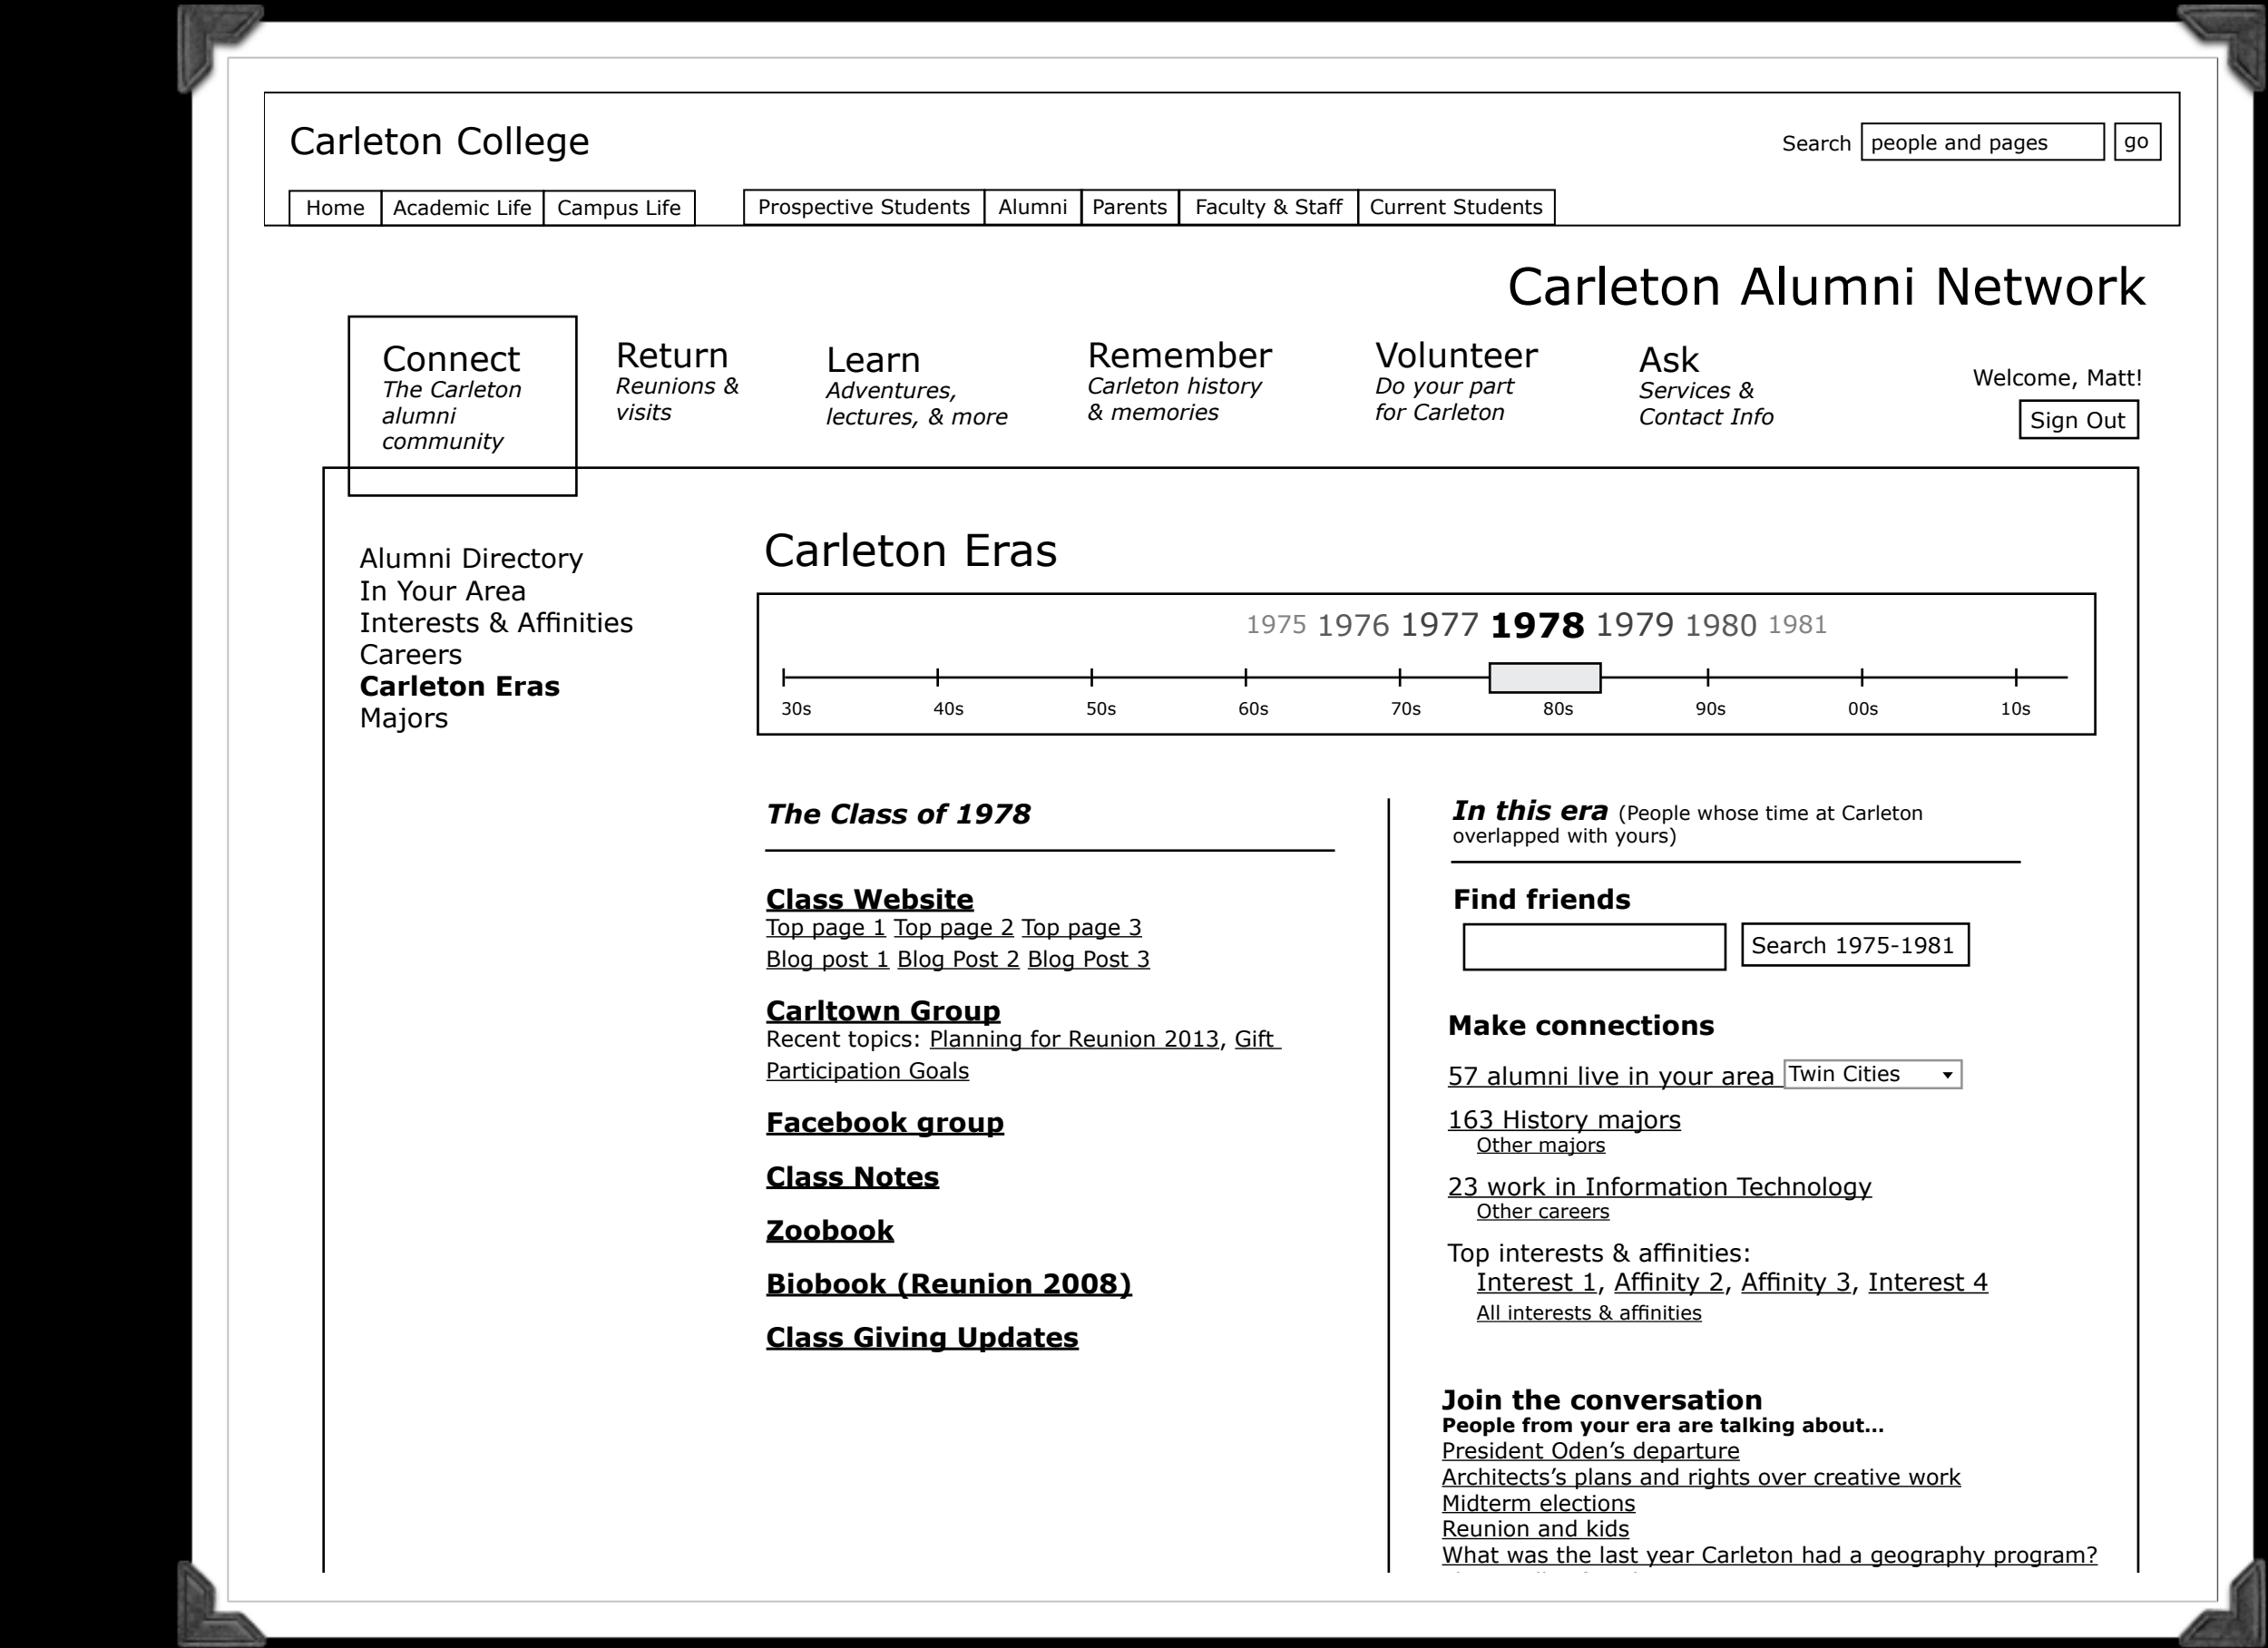 Carleton College
Search people and pages go
Home Academic Life Campus Life Prospective Students Alumni Parents Faculty & Staff Current Students
Carleton Alumni Network
Connect
The Carleton
alumni
community
Return
Reunions &
visits
Learn
Adventures,
lectures, & more
Remember
Carleton history
& memories
Volunteer
Do your part
for Carleton
Ask
Services &
Contact Info
Welcome, Matt!
Sign Out
Alumni Directory
In Your Area
Interests & Affinities
Careers
Carleton Eras
Majors
Carleton Eras
1975 1976 1977 1978 1979 1980 1981
30s 40s 50s 60s 70s 80s 90s 00s 10s
The Class of 1978
Class Website
Top page 1 Top page 2 Top page 3
Blog post 1 Blog Post 2 Blog Post 3
Carltown Group
Recent topics: Planning for Reunion 2013, Gift
Participation Goals
Facebook group
Class Notes
Zoobook
Biobook (Reunion 2008)
Class Giving Updates
In this era (People whose time at Carleton
overlapped with yours)
Find friends
Search 1975-1981
Make connections
57 alumni live in your area Twin Cities
163 History majors
Other majors
23 work in Information Technology
Other careers
Top interests & affinities:
Interest 1, Affinity 2, Affinity 3, Interest 4
All interests & affinities
Join the conversation
People from your era are talking about...
President Oden's departure
Architects's plans and rights over creative work
Midterm elections
Reunion and kids
What was the last year Carleton had a geography program?